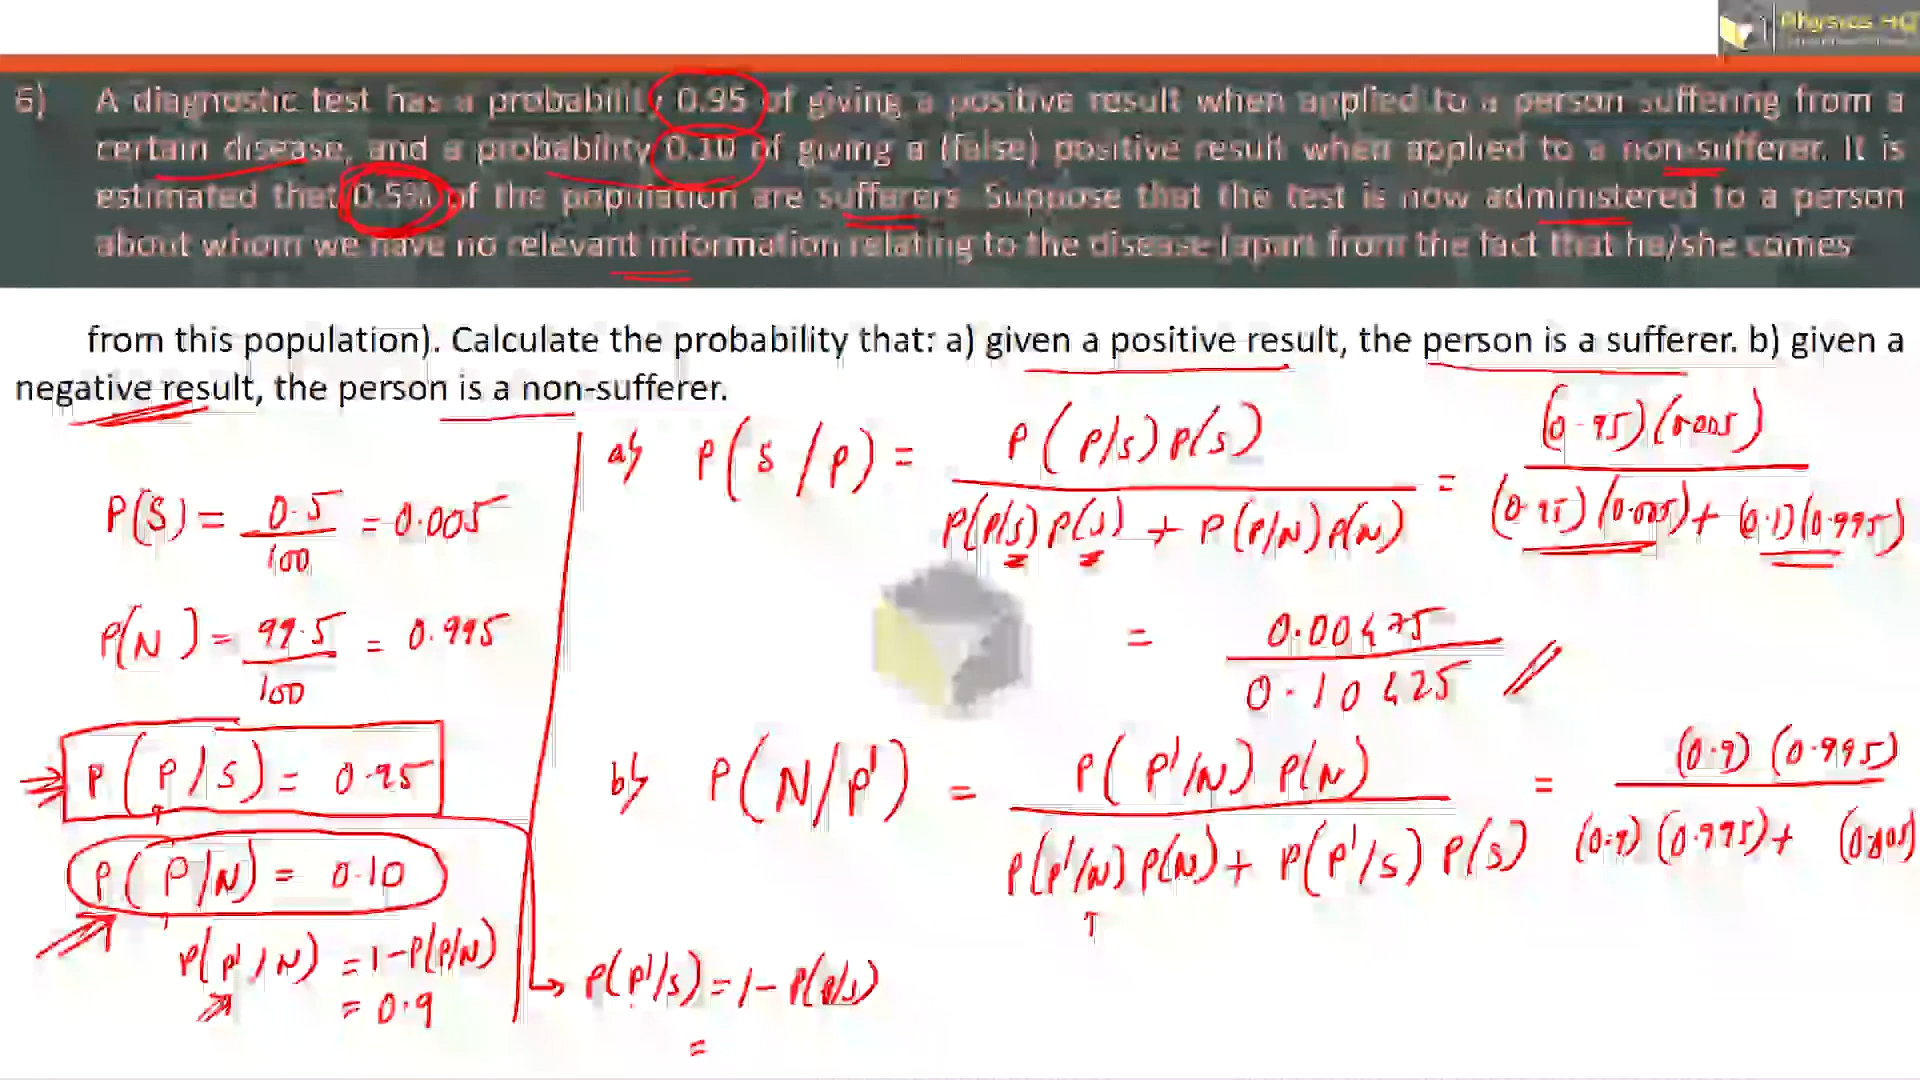 Physics HQ
6) A diagnostic test has a probability 0.95 of giving a positive result when applied to a person suffering from a
certain disease, and a probability 0.10 of giving a (false) positive result when applied to a non-sufferer. It is
estimated that 0.5% of the population are sufferers. Suppose that the test is now administered to a person
about whom we have no relevant information relating to the disease (apart from the fact that he/she comes
from this population). Calculate the probability that: a) given a positive result, the person is a sufferer. b) given a
negative result, the person is a non-sufferer.
P(S) = 0.5/100 = 0.005
P(N) = 99.5/100 = 0.995
P(P/S) = 0.95
P(P/N) = 0.10
P(P'/N) = 1-P(P/N)
= 0.9
a) P(S/P) = P(P/S) P(S) / P(P/S) P(S) + P(P/N) P(N) = (0.95)(0.005) / (0.95)(0.005) + (0.1)(0.995)
= 0.00475 / 0.10425
b) P(N/P') = P(P'/N) P(N) / P(P'/N) P(N) + P(P'/S) P(S) = (0.9)(0.995) / (0.9)(0.995) + (0.005)
P(P'/S) = 1 - P(P/S)
=